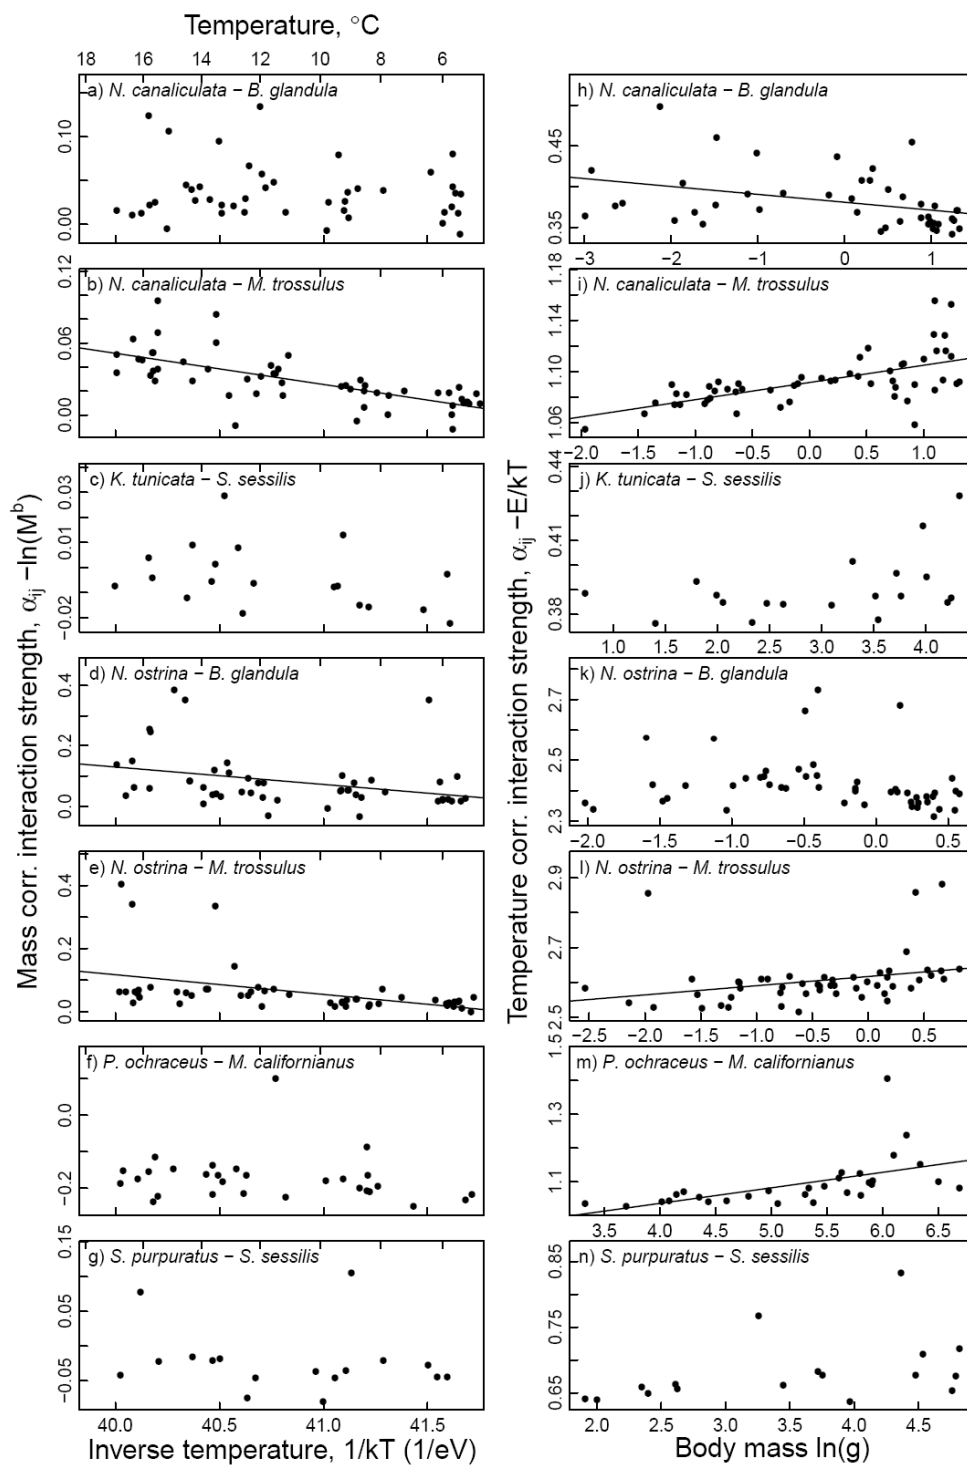 Temperature, °C
18 16 14 12 10 8 6
a) N. canaliculata − B. glandula
0.00 0.10
b) N. canaliculata − M. trossulus
0.00 0.06 0.12
c) K. tunicata − S. sessilis
−0.02 0.01 0.03
d) N. ostrina − B. glandula
0.0 0.2 0.4
e) N. ostrina − M. trossulus
0.0 0.2 0.4
f) P. ochraceus − M. californianus
−0.2 0.0
g) S. purpuratus − S. sessilis
−0.05 0.05 0.15
40.0 40.5 41.0 41.5
Inverse temperature, 1/kT (1/eV)
Mass corr. interaction strength, αij −ln(M^b)
h) N. canaliculata − B. glandula
0.35 0.45
−3 −2 −1 0 1
i) N. canaliculata − M. trossulus
1.06 1.10 1.14 1.18
−2.0 −1.5 −1.0 −0.5 0.0 0.5 1.0
j) K. tunicata − S. sessilis
0.38 0.41 0.44
1.0 1.5 2.0 2.5 3.0 3.5 4.0
k) N. ostrina − B. glandula
2.3 2.5 2.7
−2.0 −1.5 −1.0 −0.5 0.0 0.5
l) N. ostrina − M. trossulus
2.5 2.7 2.9
−2.5 −2.0 −1.5 −1.0 −0.5 0.0 0.5
m) P. ochraceus − M. californianus
1.1 1.3 1.5
3.5 4.0 4.5 5.0 5.5 6.0 6.5
n) S. purpuratus − S. sessilis
0.65 0.75 0.85
2.0 2.5 3.0 3.5 4.0 4.5
Body mass ln(g)
Temperature corr. interaction strength, αij −E/kT